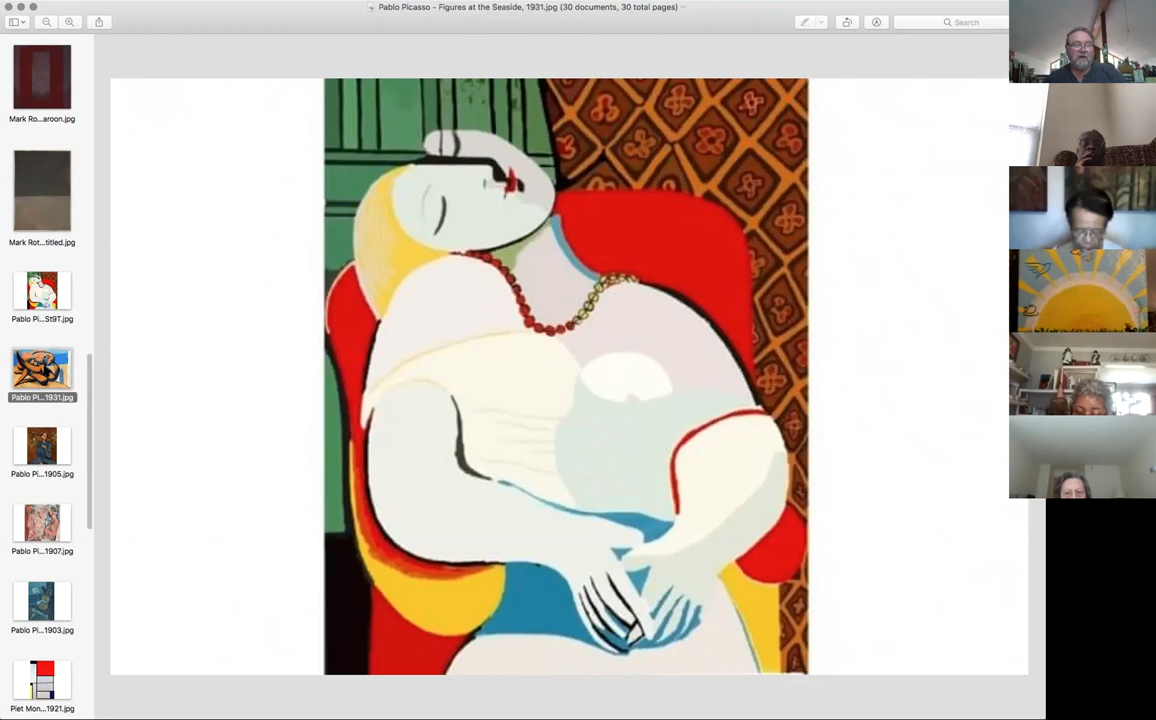 Pablo Picasso - Figures at the Seaside, 1931.jpg (30 documents, 30 total pages)
Search
Mark Ro...aroon.jpg
Mark Rot...titled.jpg
Pablo Pi...St9T.jpg
Pablo Pi...1931.jpg
Pablo Pi...1905.jpg
Pablo Pi...1907.jpg
Pablo Pi...1903.jpg
Piet Mon...1921.jpg